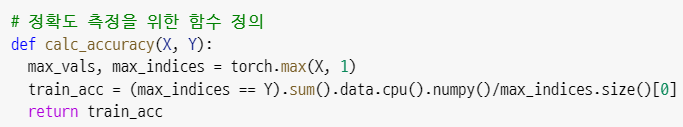 # 정확도 측정을 위한 함수 정의
def calc_accuracy(X, Y):
  max_vals, max_indices = torch.max(X, 1)
  train_acc = (max_indices == Y).sum().data.cpu().numpy()/max_indices.size()[0]
  return train_acc